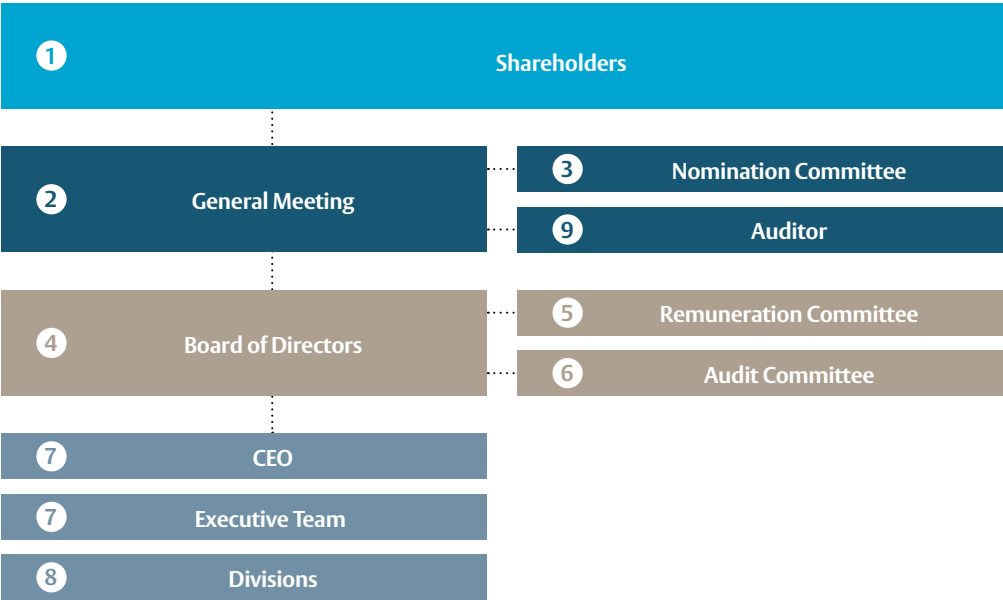 1 Shareholders
2 General Meeting
3 Nomination Committee
9 Auditor
4 Board of Directors
5 Remuneration Committee
6 Audit Committee
7 CEO
7 Executive Team
8 Divisions